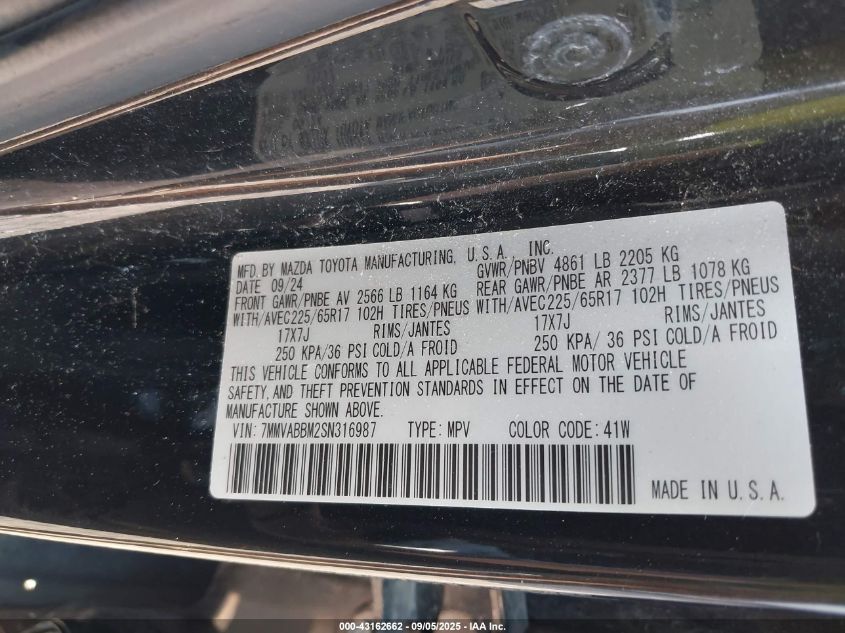 MFD. BY MAZDA TOYOTA MANUFACTURING, U.S.A. INC.
DATE 09/24 GVWR/PNBV 4861 LB 2205 KG
FRONT GAWR/PNBE AV 2566 LB 1164 KG REAR GAWR/PNBE AR 2377 LB 1078 KG
WITH/AVEC225/65R17 102H TIRES/PNEUS WITH/AVEC225/65R17 102H TIRES/PNEUS
17X7J RIMS/JANTES 17X7J RIMS/JANTES
250 KPA/36 PSI COLD/A FROID 250 KPA/ 36 PSI COLD/A FROID
THIS VEHICLE CONFORMS TO ALL APPLICABLE FEDERAL MOTOR VEHICLE
SAFETY, AND THEFT PREVENTION STANDARDS IN EFFECT ON THE DATE OF
MANUFACTURE SHOWN ABOVE.
VIN: 7MMVABBM2SN316987 TYPE: MPV COLOR CODE: 41W
MADE IN U.S.A.
000-43162662 - 09/05/2025 - IAA Inc.